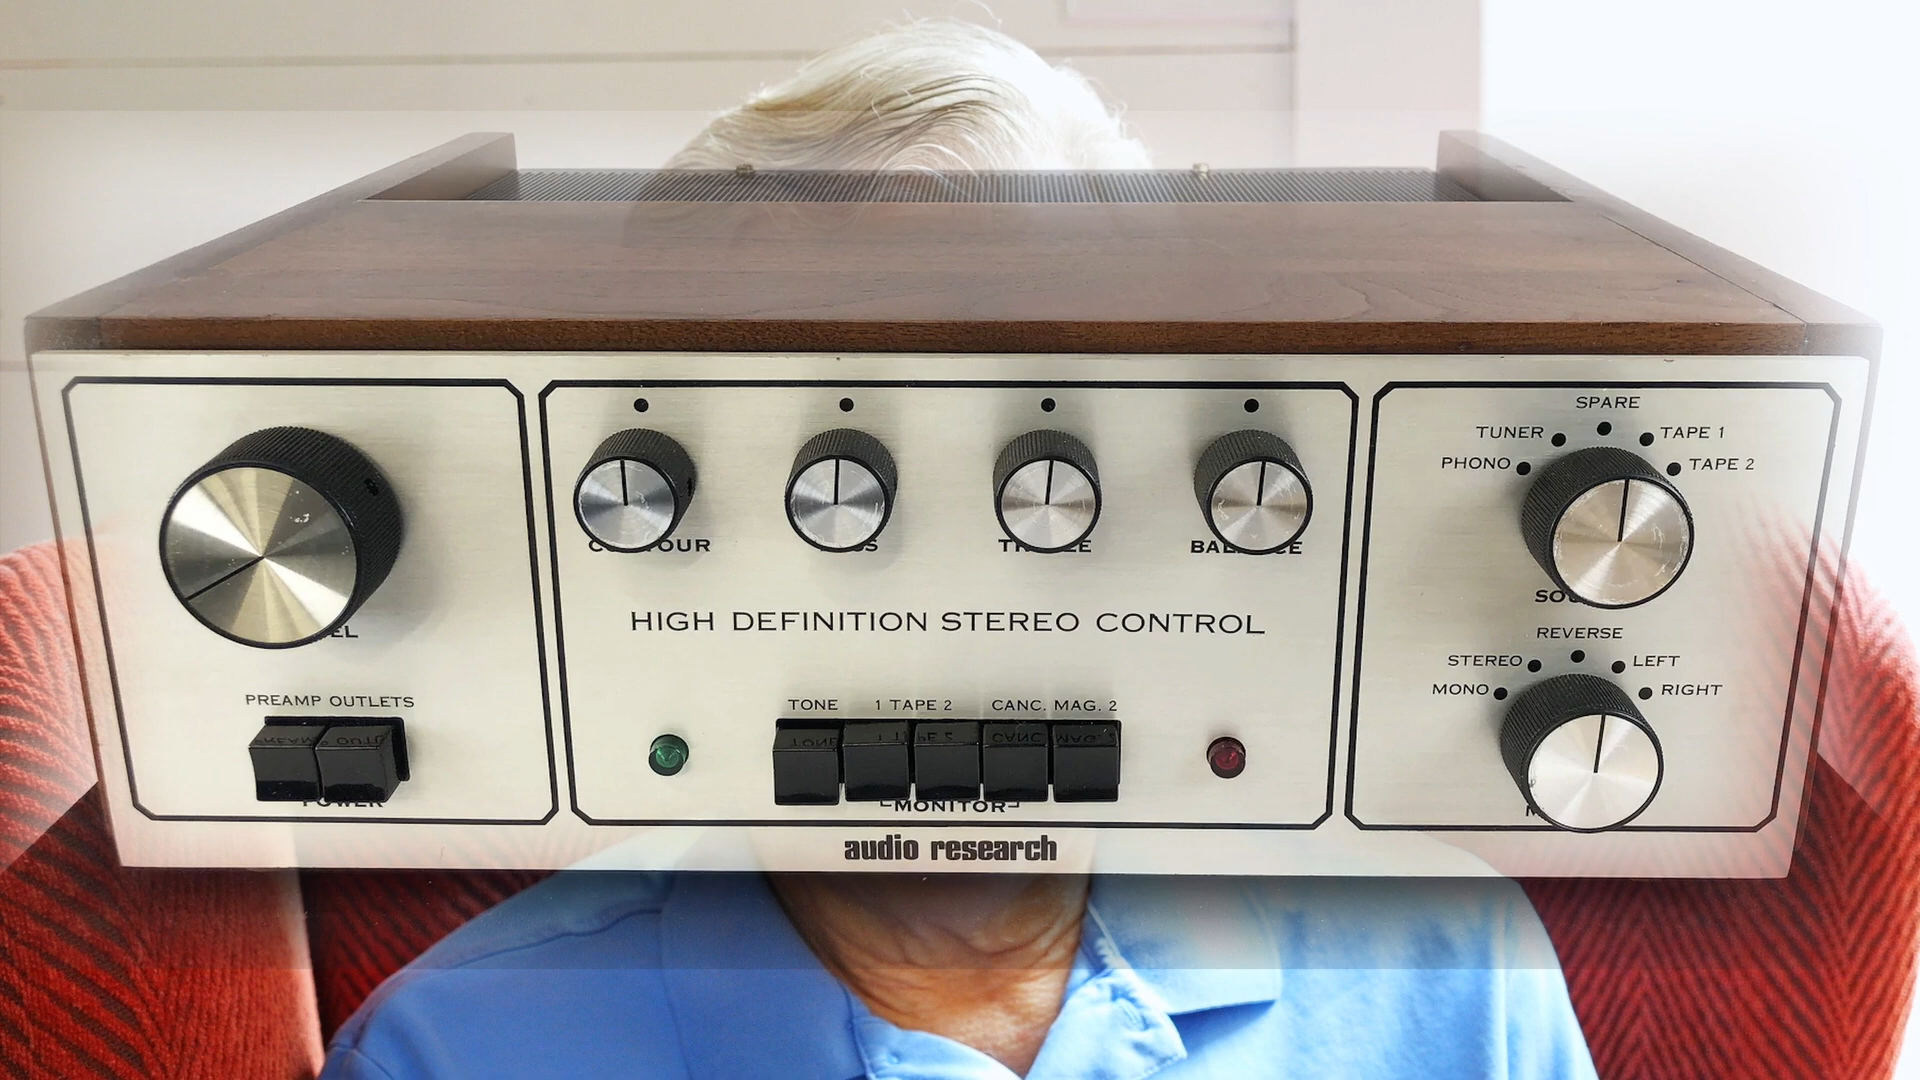 SPARE
TUNER TAPE 1
PHONO TAPE 2
HIGH DEFINITION STEREO CONTROL
REVERSE
STEREO LEFT
MONO RIGHT
PREAMP OUTLETS
TONE 1 TAPE 2 CANC. MAG. 2
POWER
MONITOR
audio research